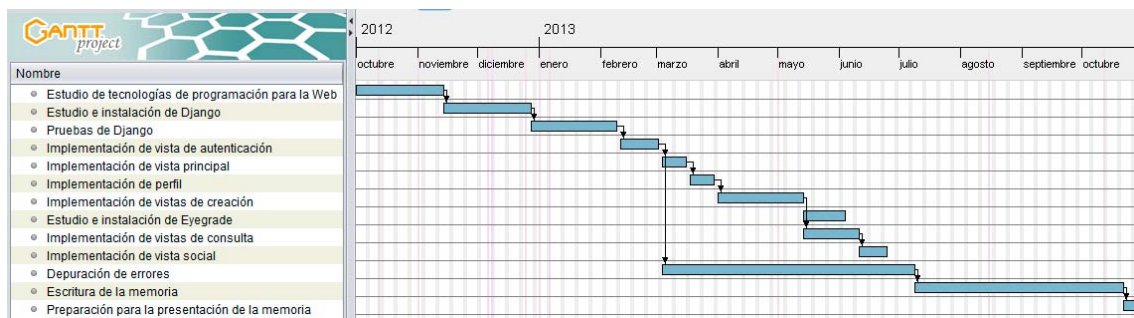 GANTT
project
2012
2013
octubre noviembre diciembre enero febrero marzo abril mayo junio julio agosto septiembre octubre
Nombre
Estudio de tecnologías de programación para la Web
Estudio e instalación de Django
Pruebas de Django
Implementación de vista de autenticación
Implementación de vista principal
Implementación de perfil
Implementación de vistas de creación
Estudio e instalación de Eyegrade
Implementación de vistas de consulta
Implementación de vista social
Depuración de errores
Escritura de la memoria
Preparación para la presentación de la memoria